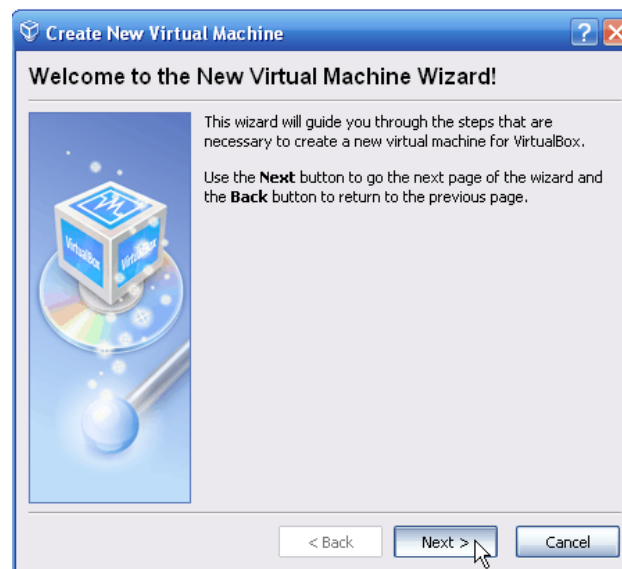 Create New Virtual Machine
Welcome to the New Virtual Machine Wizard!
This wizard will guide you through the steps that are
necessary to create a new virtual machine for VirtualBox.
Use the Next button to go the next page of the wizard and
the Back button to return to the previous page.
VirtualBox
VirtualBox
< Back
Next >
Cancel